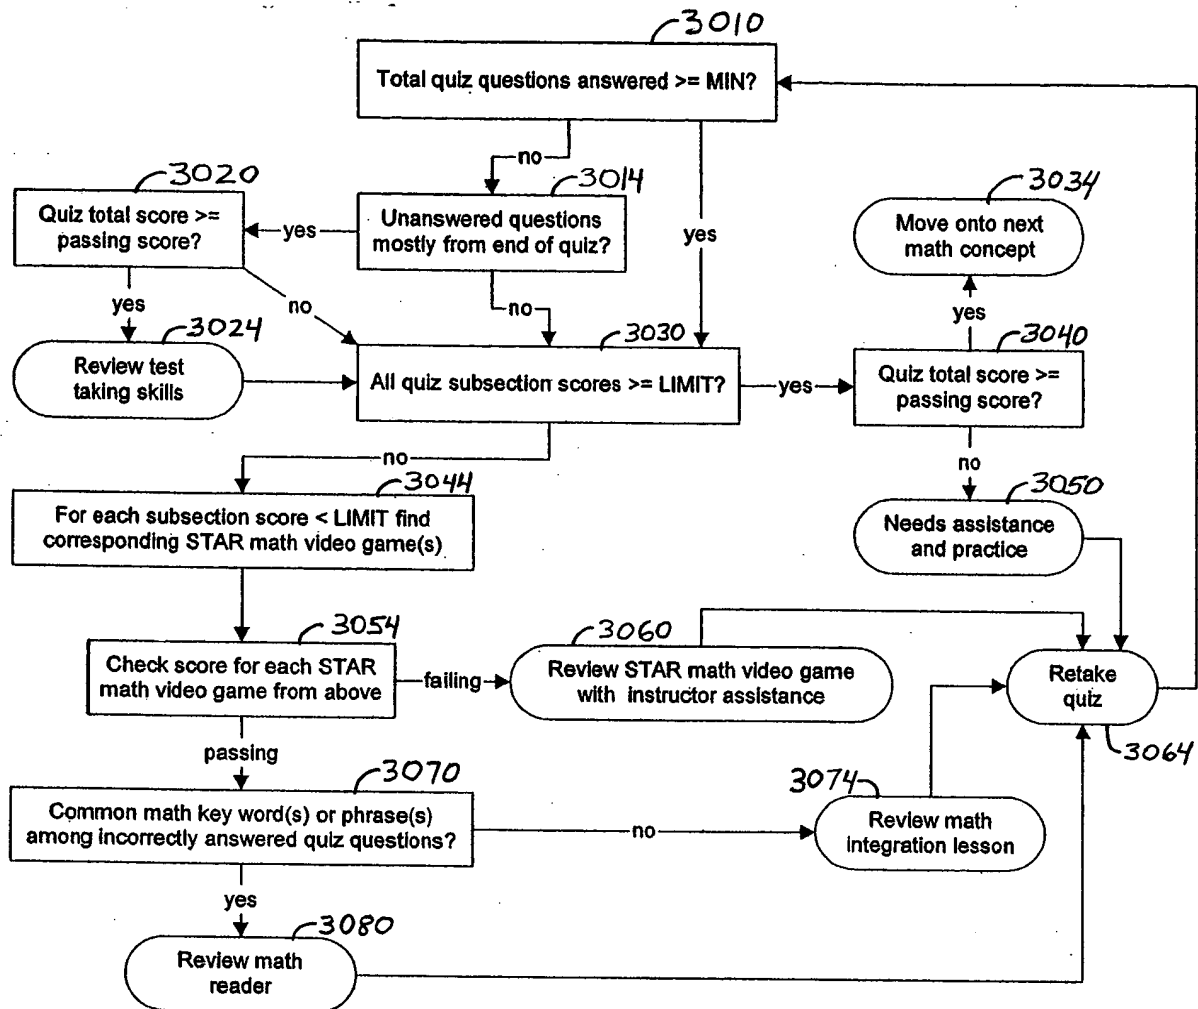 3010
Total quiz questions answered >= MIN?
no
3014
3020
Quiz total score >=
passing score?
yes
Unanswered questions
mostly from end of quiz?
yes
3034
Move onto next
math concept
yes
no
no
yes
3024
Review test
taking skills
3030
All quiz subsection scores >= LIMIT?
yes
3040
Quiz total score >=
passing score?
no
no
3044
For each subsection score < LIMIT find
corresponding STAR math video game(s)
3050
Needs assistance
and practice
3054
Check score for each STAR
math video game from above
failing
3060
Review STAR math video game
with instructor assistance
Retake
quiz
3064
passing
3070
Common math key word(s) or phrase(s)
among incorrectly answered quiz questions?
no
3074
Review math
integration lesson
yes
3080
Review math
reader